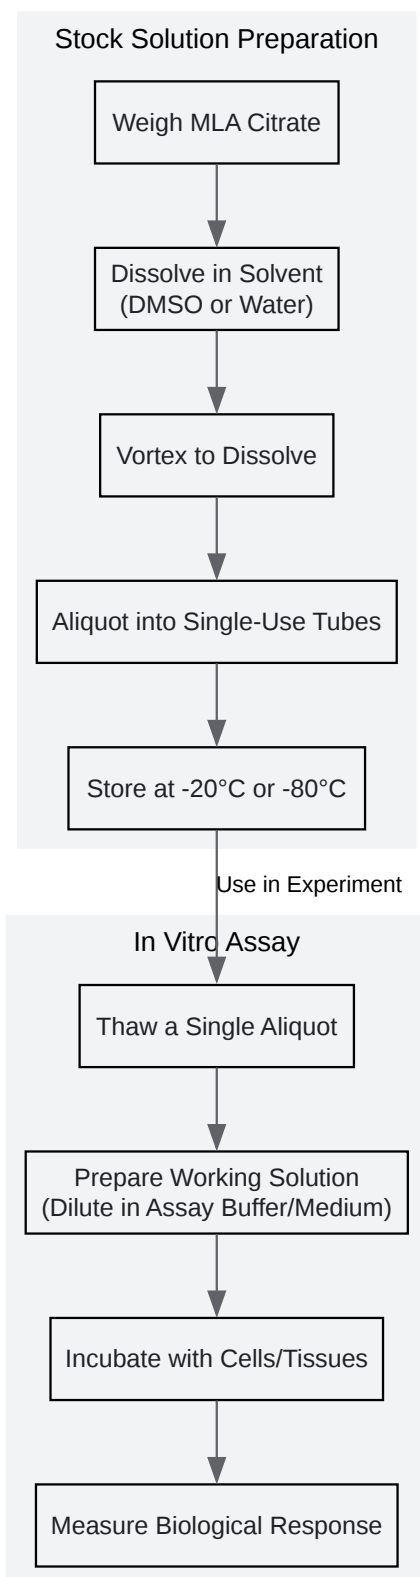 Stock Solution Preparation
Weigh MLA Citrate
Dissolve in Solvent
(DMSO or Water)
Vortex to Dissolve
Aliquot into Single-Use Tubes
Store at -20°C or -80°C
Use in Experiment
In Vitro Assay
Thaw a Single Aliquot
Prepare Working Solution
(Dilute in Assay Buffer/Medium)
Incubate with Cells/Tissues
Measure Biological Response